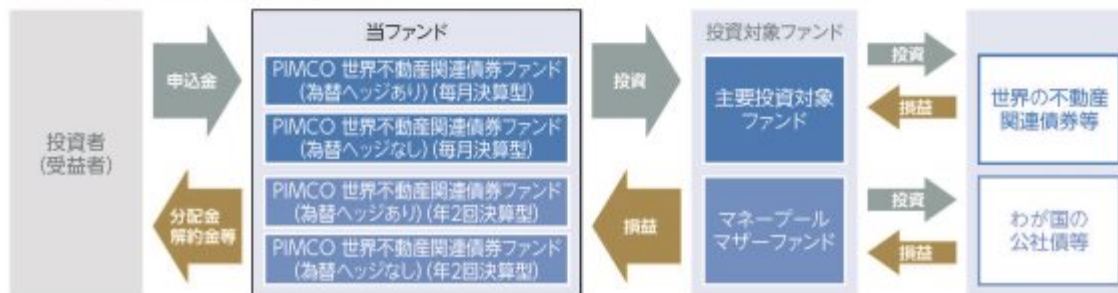 投資者
(受益者)
申込金
分配金
解約金等
当ファンド
PIMCO 世界不動産関連債券ファンド
(為替ヘッジあり)(毎月決算型)
PIMCO 世界不動産関連債券ファンド
(為替ヘッジなし)(毎月決算型)
PIMCO 世界不動産関連債券ファンド
(為替ヘッジあり)(年2回決算型)
PIMCO 世界不動産関連債券ファンド
(為替ヘッジなし)(年2回決算型)
投資
損益
投資対象ファンド
主要投資対象
ファンド
マネープール
マザーファンド
投資
損益
投資
損益
世界の不動産
関連債券等
わが国の
公社債等